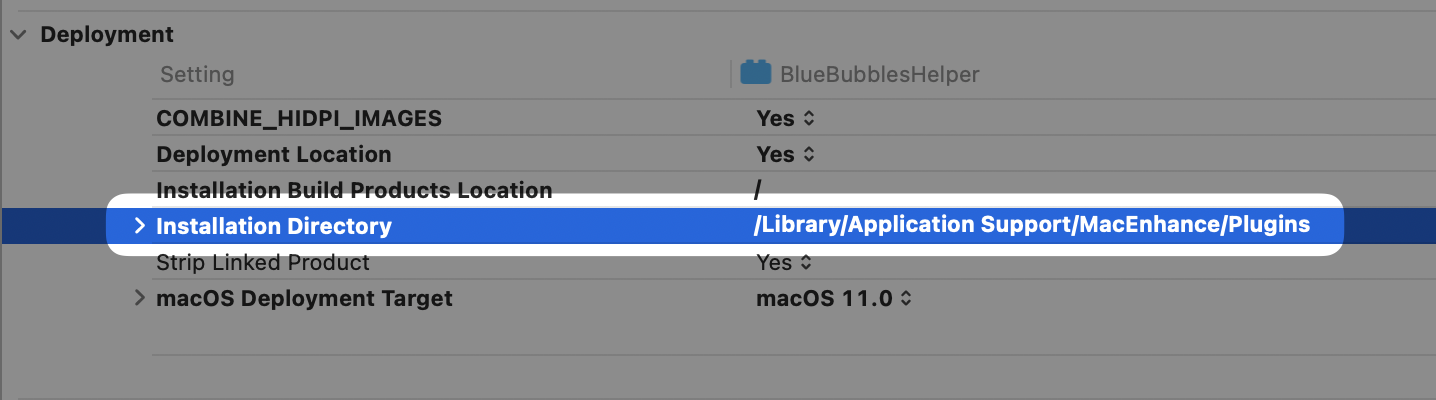 Deployment
Setting BlueBubblesHelper
COMBINE_HIDPI_IMAGES Yes
Deployment Location Yes
Installation Build Products Location /
Installation Directory /Library/Application Support/MacEnhance/Plugins
Strip Linked Product Yes
macOS Deployment Target macOS 11.0